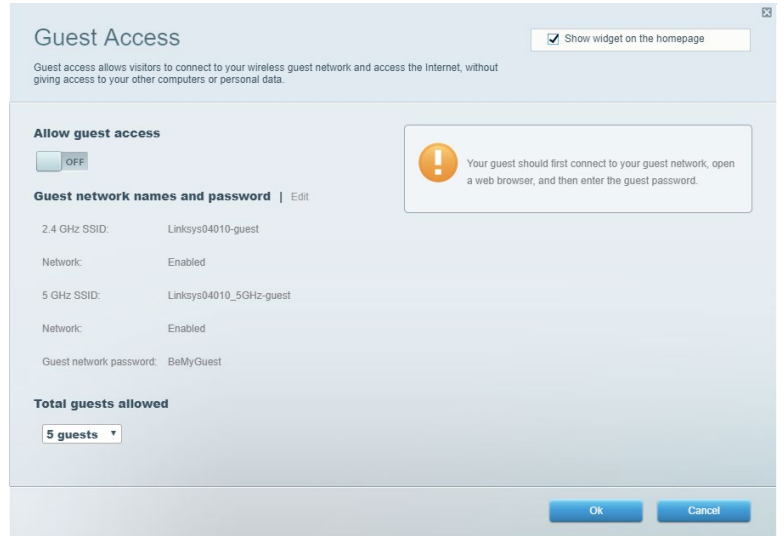 Guest Access
Show widget on the homepage
Guest access allows visitors to connect to your wireless guest network and access the Internet, without
giving access to your other computers or personal data.
Allow guest access
OFF
Your guest should first connect to your guest network, open
a web browser, and then enter the guest password.
Guest network names and password | Edit
2.4 GHz SSID: Linksys04010-guest
Network: Enabled
5 GHz SSID: Linksys04010_5GHz-guest
Network: Enabled
Guest network password: BeMyGuest
Total guests allowed
5 guests
Ok Cancel